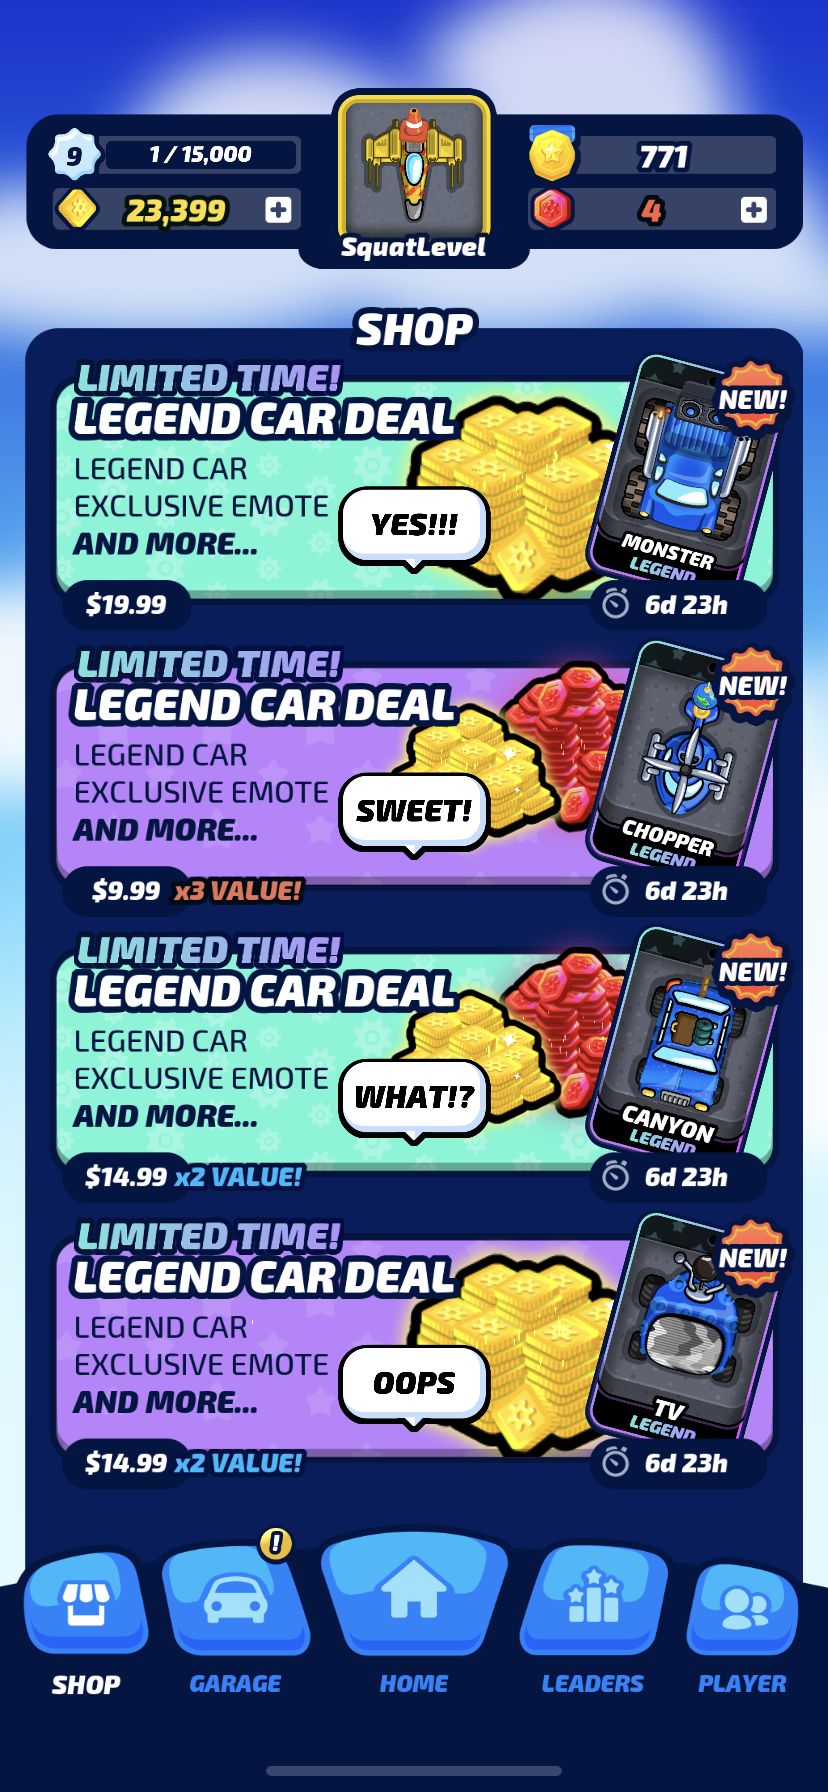 9
1 / 15,000
23,399
SquatLevel
771
4
SHOP
LIMITED TIME!
LEGEND CAR DEAL
LEGEND CAR
EXCLUSIVE EMOTE
AND MORE...
YES!!!
NEW!
MONSTER
LEGEND
$19.99
6d 23h
LIMITED TIME!
LEGEND CAR DEAL
LEGEND CAR
EXCLUSIVE EMOTE
AND MORE...
SWEET!
NEW!
CHOPPER
LEGEND
$9.99 x3 VALUE!
6d 23h
LIMITED TIME!
LEGEND CAR DEAL
LEGEND CAR
EXCLUSIVE EMOTE
AND MORE...
WHAT!?
NEW!
CANYON
LEGEND
$14.99 x2 VALUE!
6d 23h
LIMITED TIME!
LEGEND CAR DEAL
LEGEND CAR
EXCLUSIVE EMOTE
AND MORE...
OOPS
NEW!
TV
LEGEND
$14.99 x2 VALUE!
6d 23h
!
SHOP
GARAGE
HOME
LEADERS
PLAYER